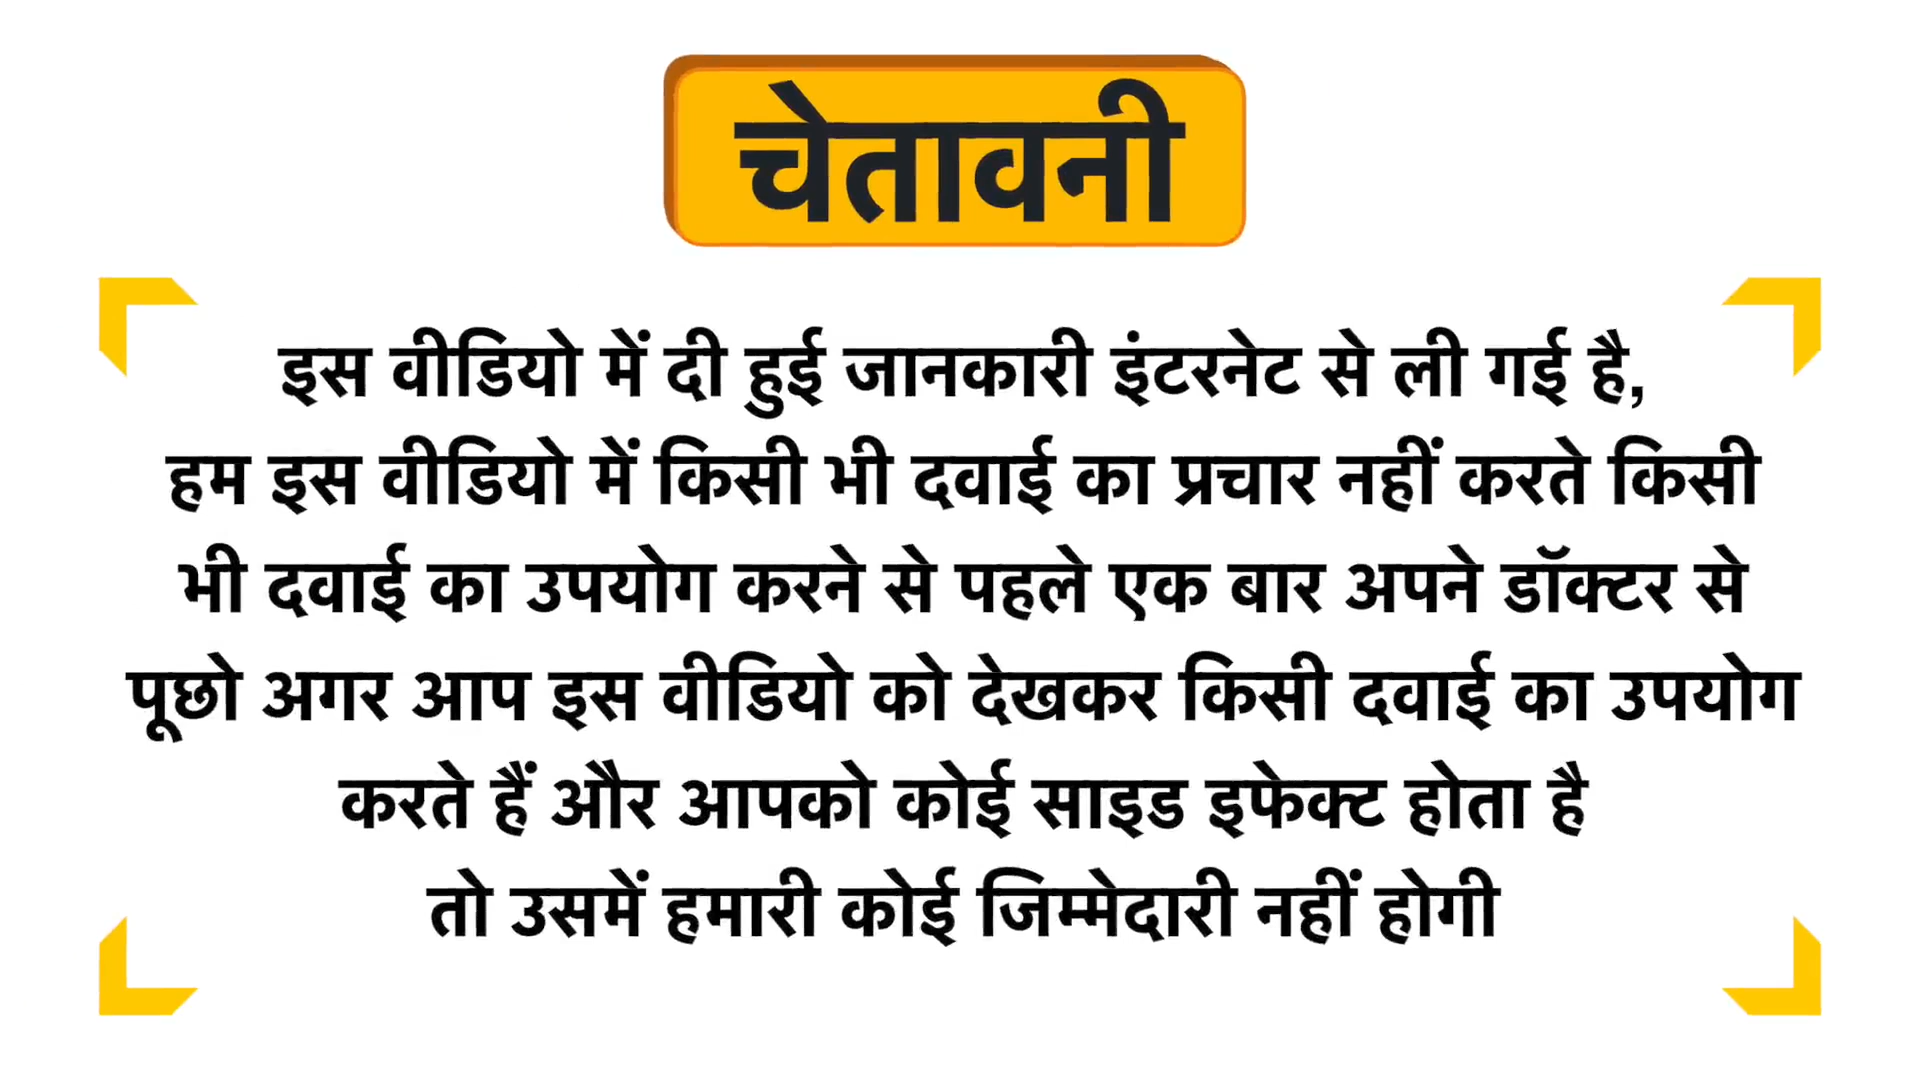 चेतावनी
इस वीडियो में दी हुई जानकारी इंटरनेट से ली गई है,
हम इस वीडियो में किसी भी दवाई का प्रचार नहीं करते किसी
भी दवाई का उपयोग करने से पहले एक बार अपने डॉक्टर से
पूछो अगर आप इस वीडियो को देखकर किसी दवाई का उपयोग
करते हैं और आपको कोई साइड इफेक्ट होता है
तो उसमें हमारी कोई जिम्मेदारी नहीं होगी